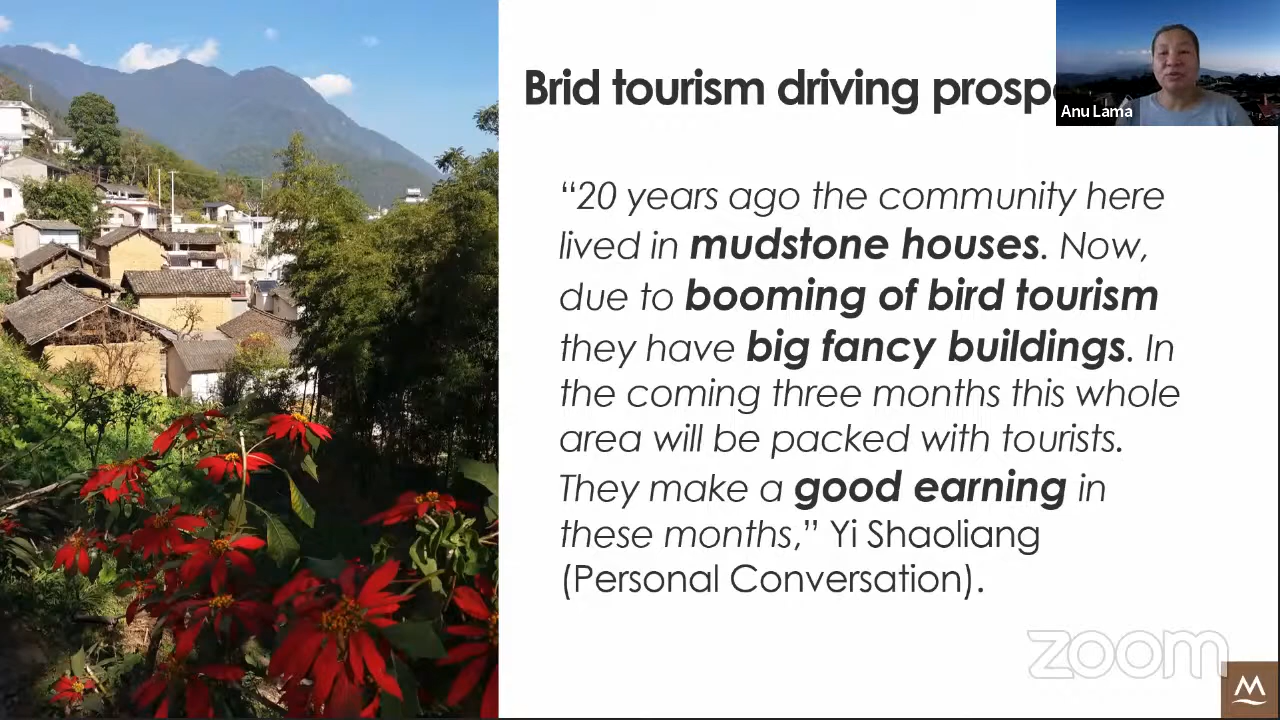 Brid tourism driving prosp
Anu Lama
“20 years ago the community here
lived in mudstone houses. Now,
due to booming of bird tourism
they have big fancy buildings. In
the coming three months this whole
area will be packed with tourists.
They make a good earning in
these months,” Yi Shaoliang
(Personal Conversation).
zoom